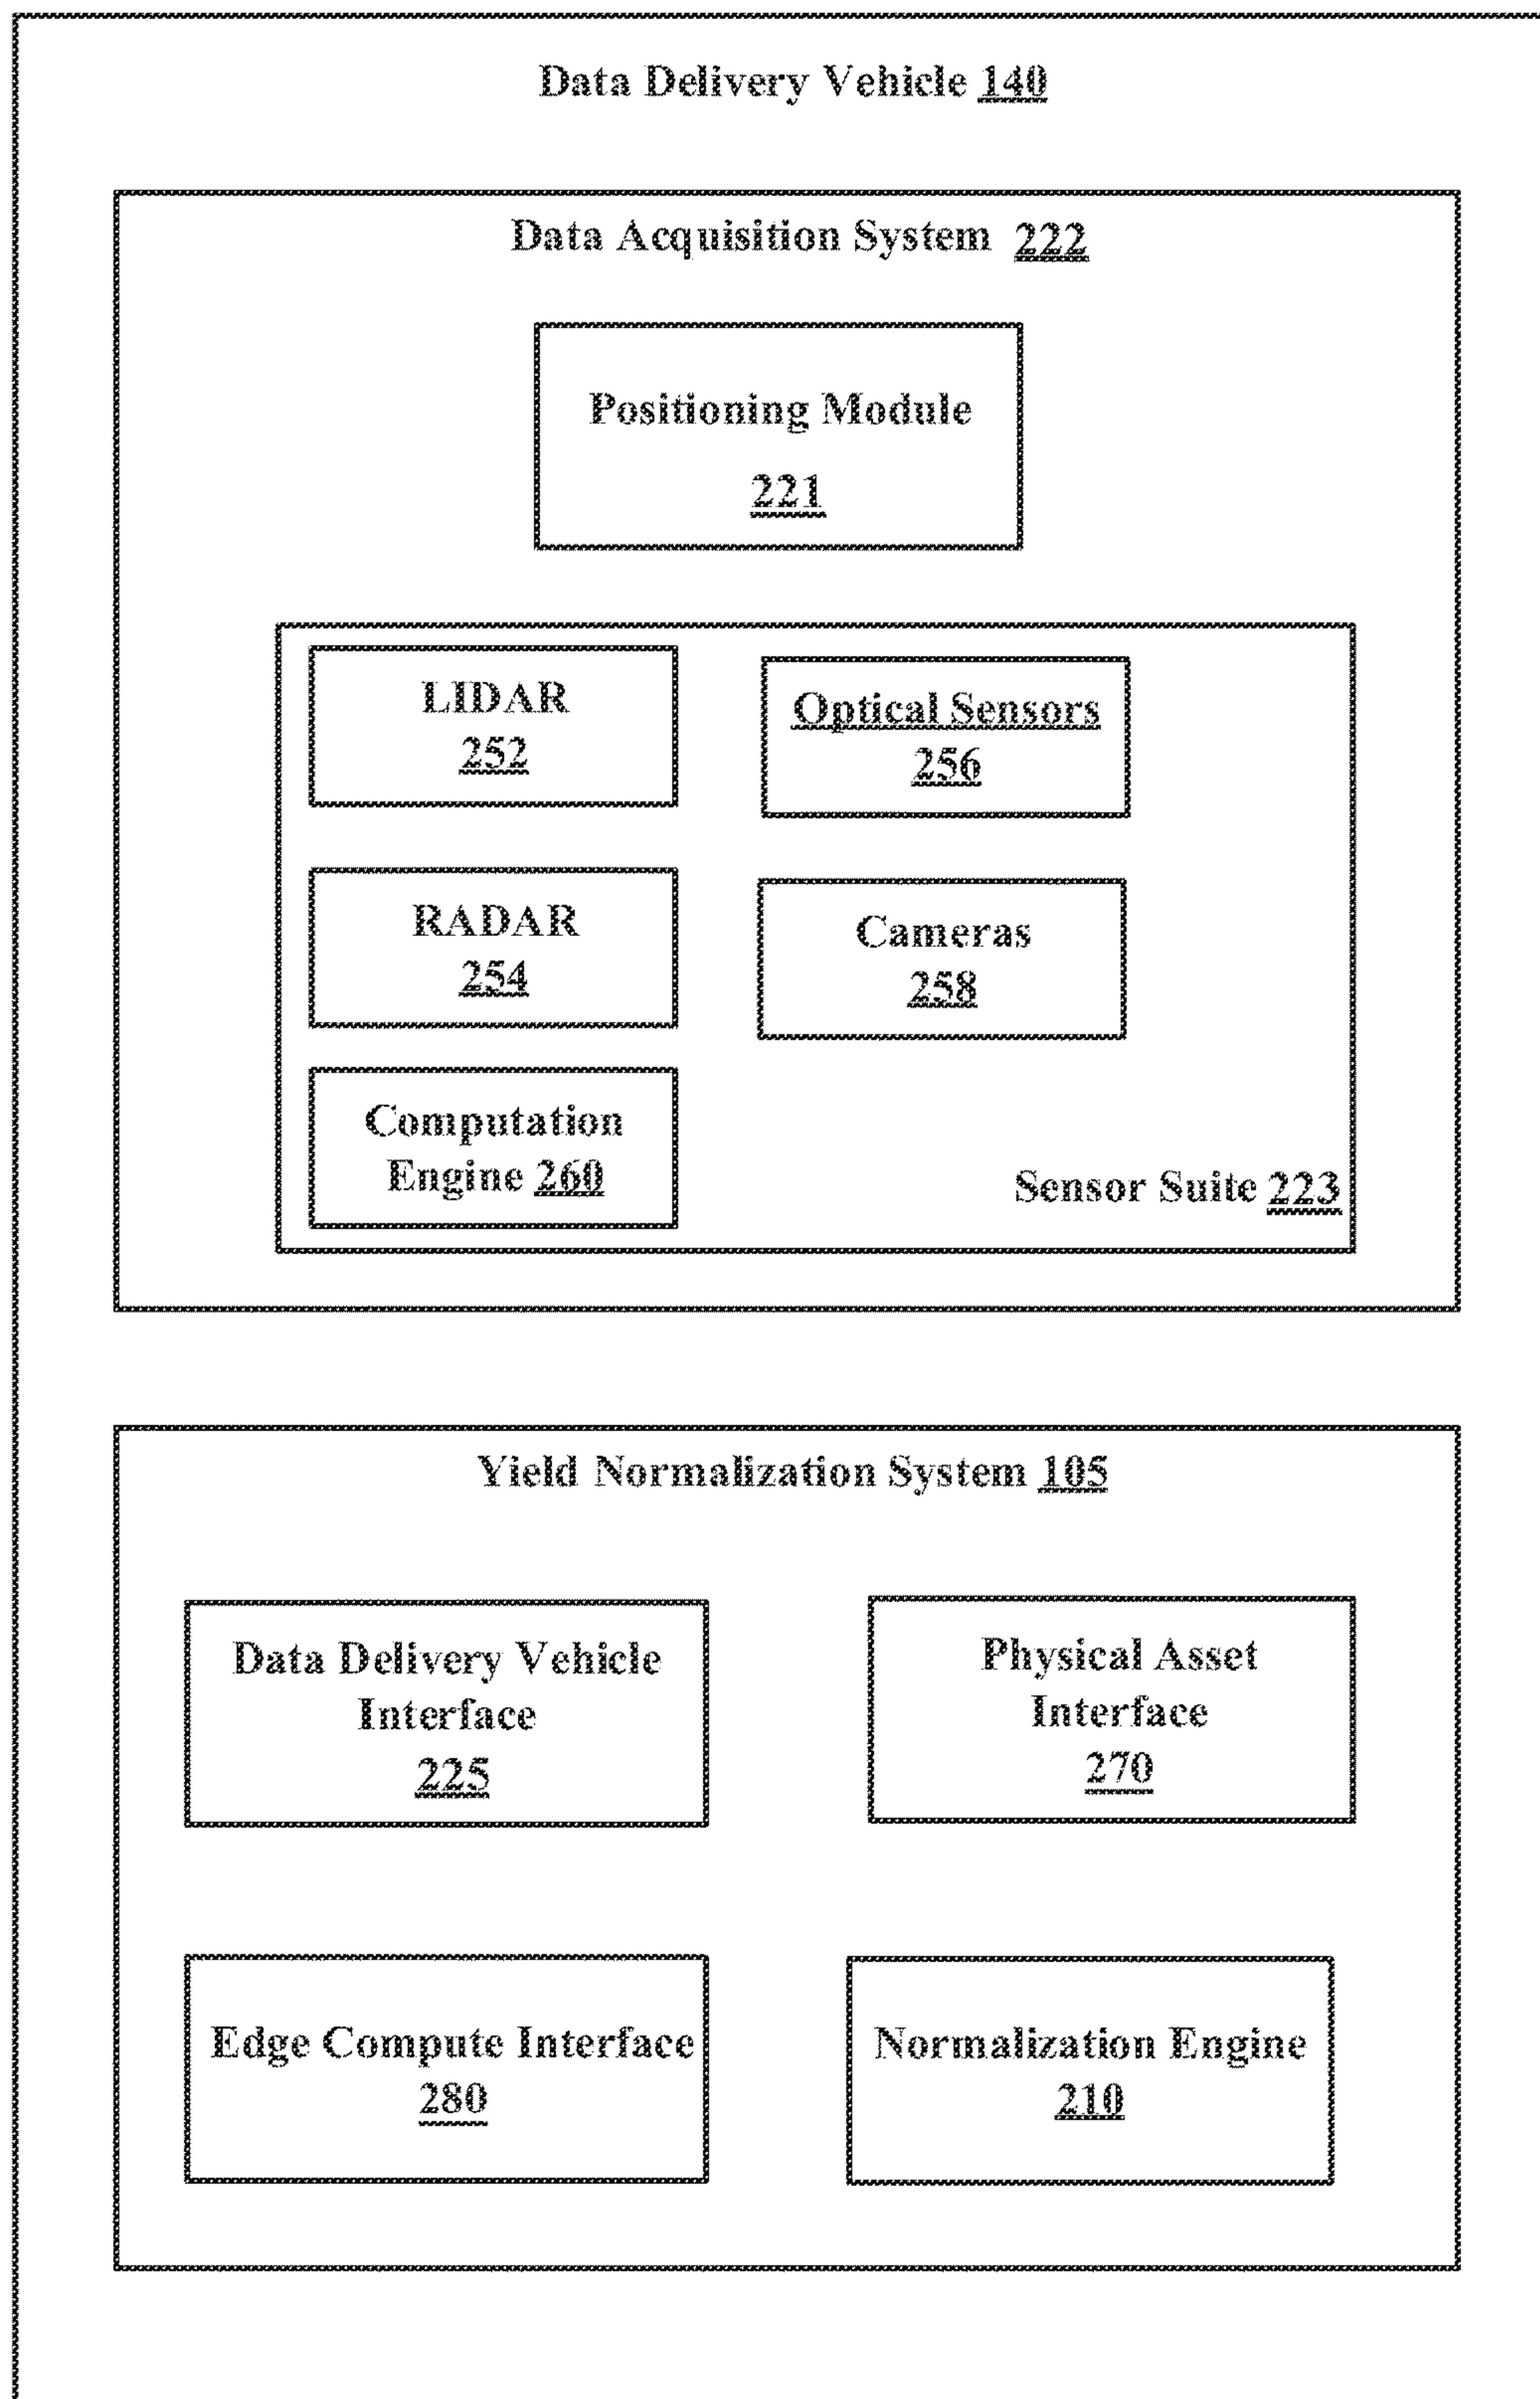 Data Delivery Vehicle 140
Data Acquisition System 222
Positioning Module
221
LIDAR
252
Optical Sensors
256
RADAR
254
Cameras
258
Computation
Engine 260
Sensor Suite 223
Yield Normalization System 105
Data Delivery Vehicle
Interface
225
Physical Asset
Interface
270
Edge Compute Interface
280
Normalization Engine
210